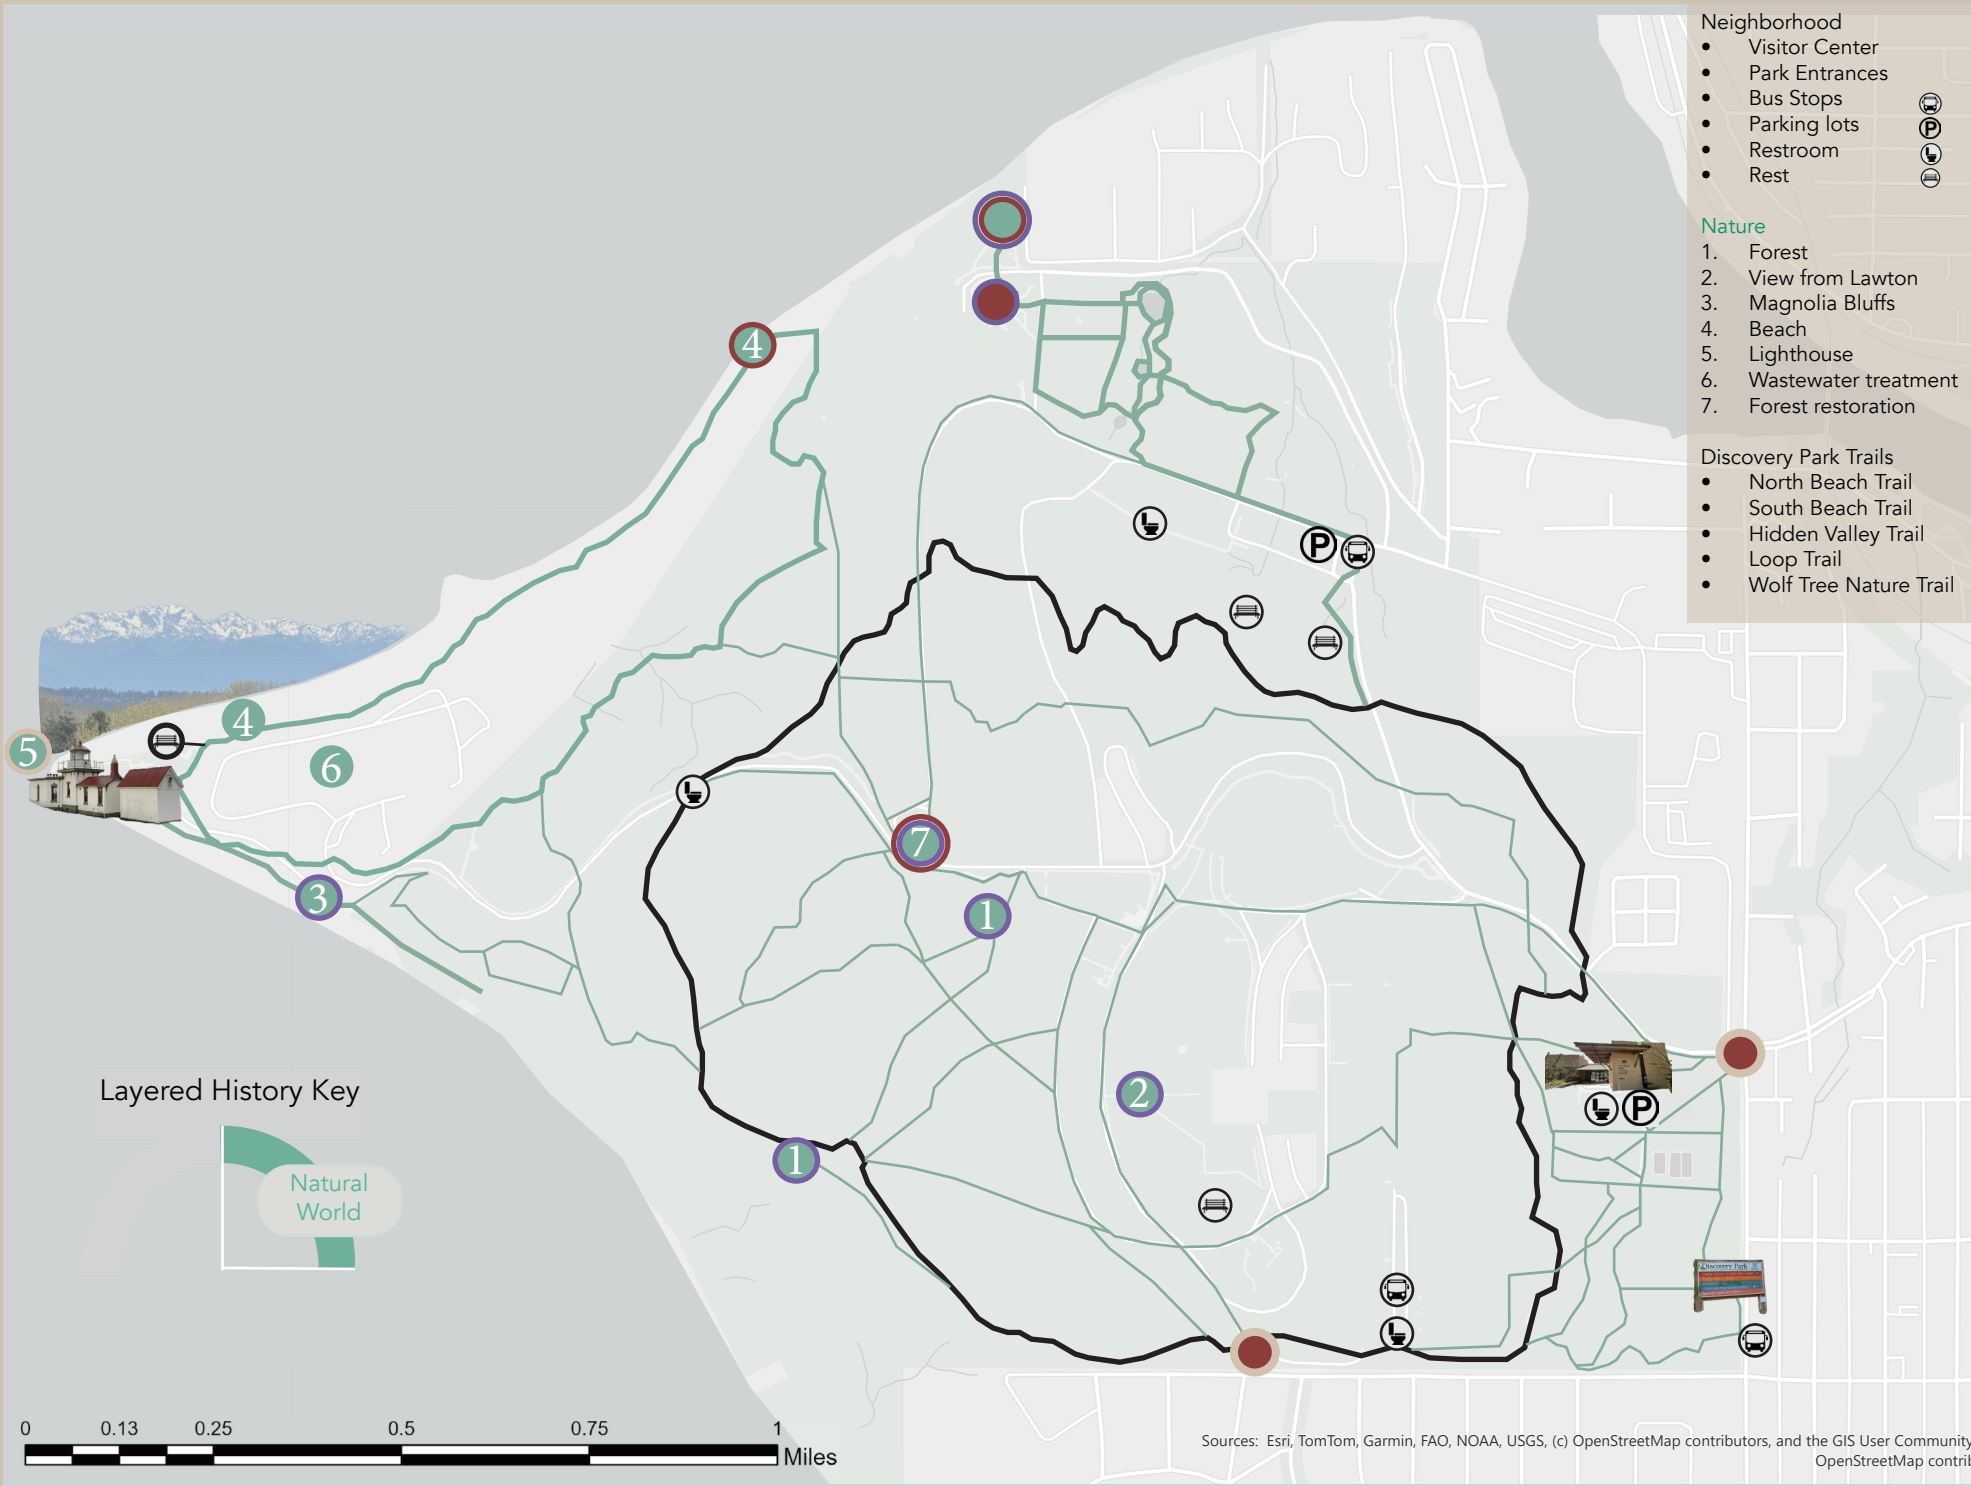 Neighborhood
• Visitor Center
• Park Entrances
• Bus Stops
• Parking lots P
• Restroom
• Rest
Nature
1. Forest
2. View from Lawton
3. Magnolia Bluffs
4. Beach
5. Lighthouse
6. Wastewater treatment
7. Forest restoration
Discovery Park Trails
• North Beach Trail
• South Beach Trail
• Hidden Valley Trail
• Loop Trail
• Wolf Tree Nature Trail
4
P
4
5
6
7
3
1
2
P
1
Discovery Park
Layered History Key
Natural
World
0 0.13 0.25 0.5 0.75 1
Miles
Sources: Esri, TomTom, Garmin, FAO, NOAA, USGS, (c) OpenStreetMap contributors, and the GIS User Community
OpenStreetMap contrib